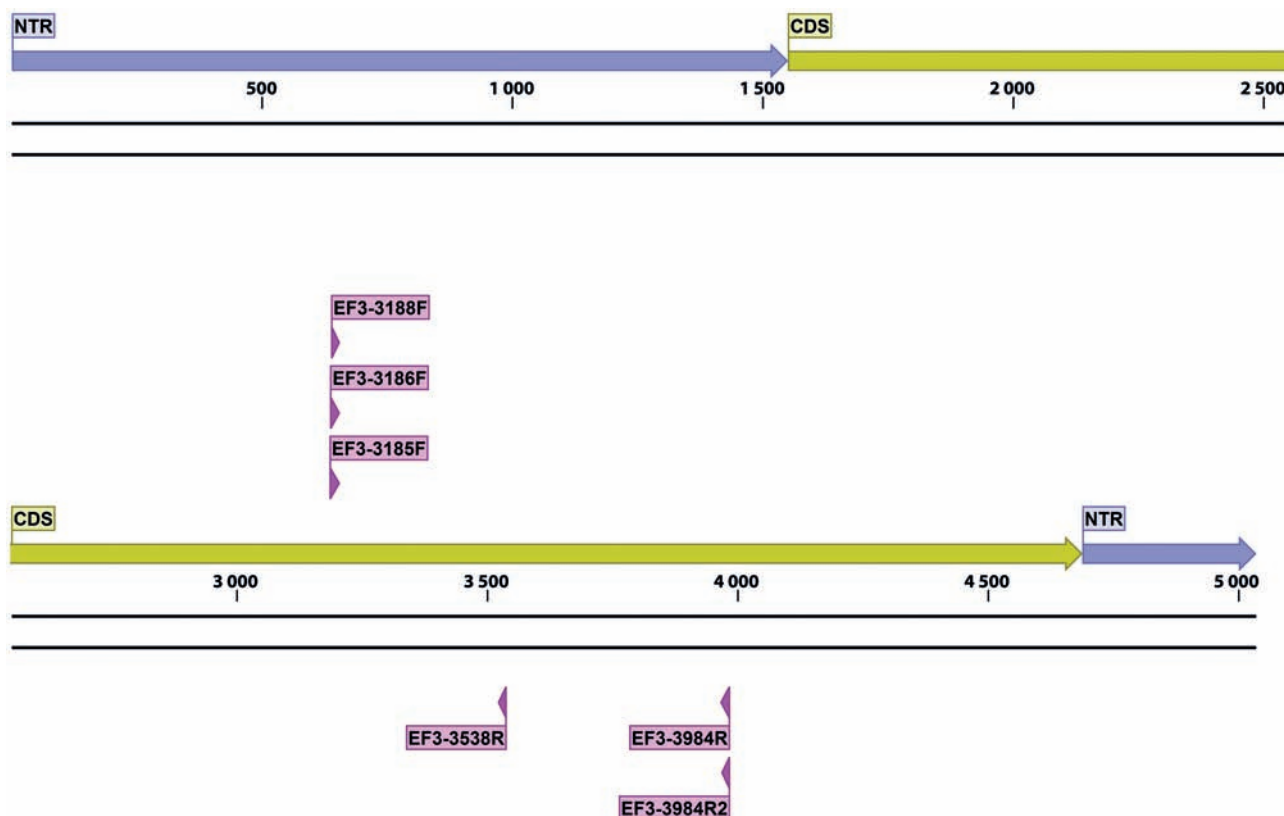 NTR CDS
500 1 000 1 500 2 000 2 500
EF3-3188F
EF3-3186F
EF3-3185F
CDS NTR
3 000 3 500 4 000 4 500 5 000
EF3-3538R EF3-3984R
EF3-3984R2